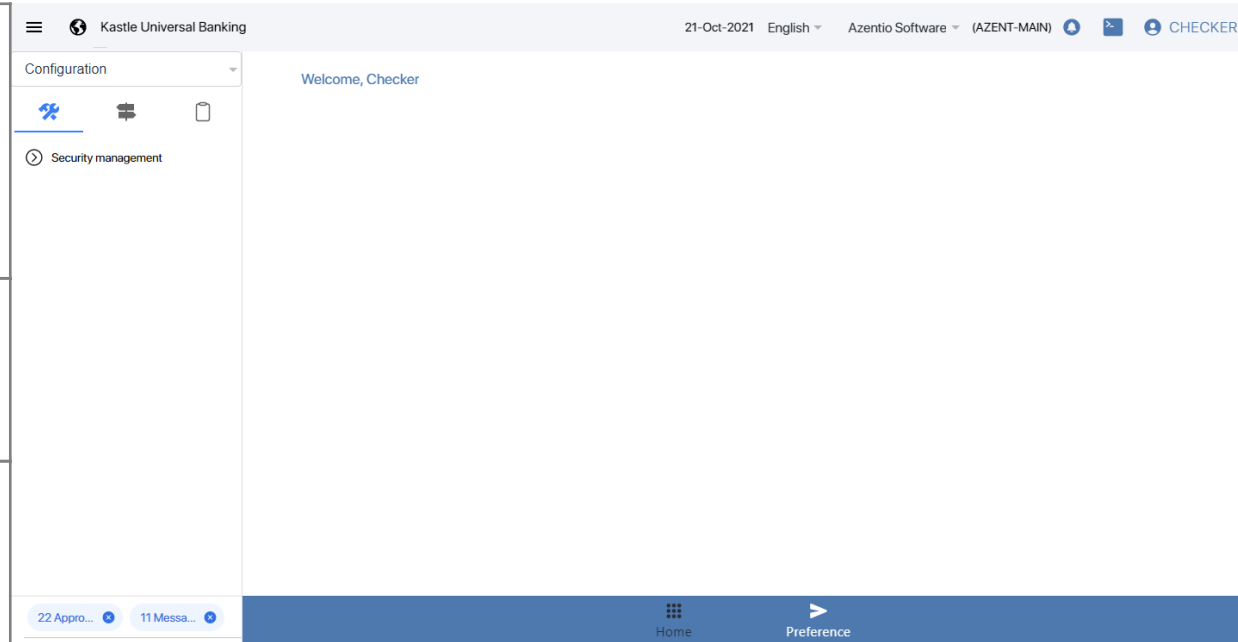 Kastle Universal Banking 21-Oct-2021 English Azentio Software (AZENT-MAIN) CHECKER
Configuration
Welcome, Checker
Security management
22 Appro... 11 Messa...
Home Preference